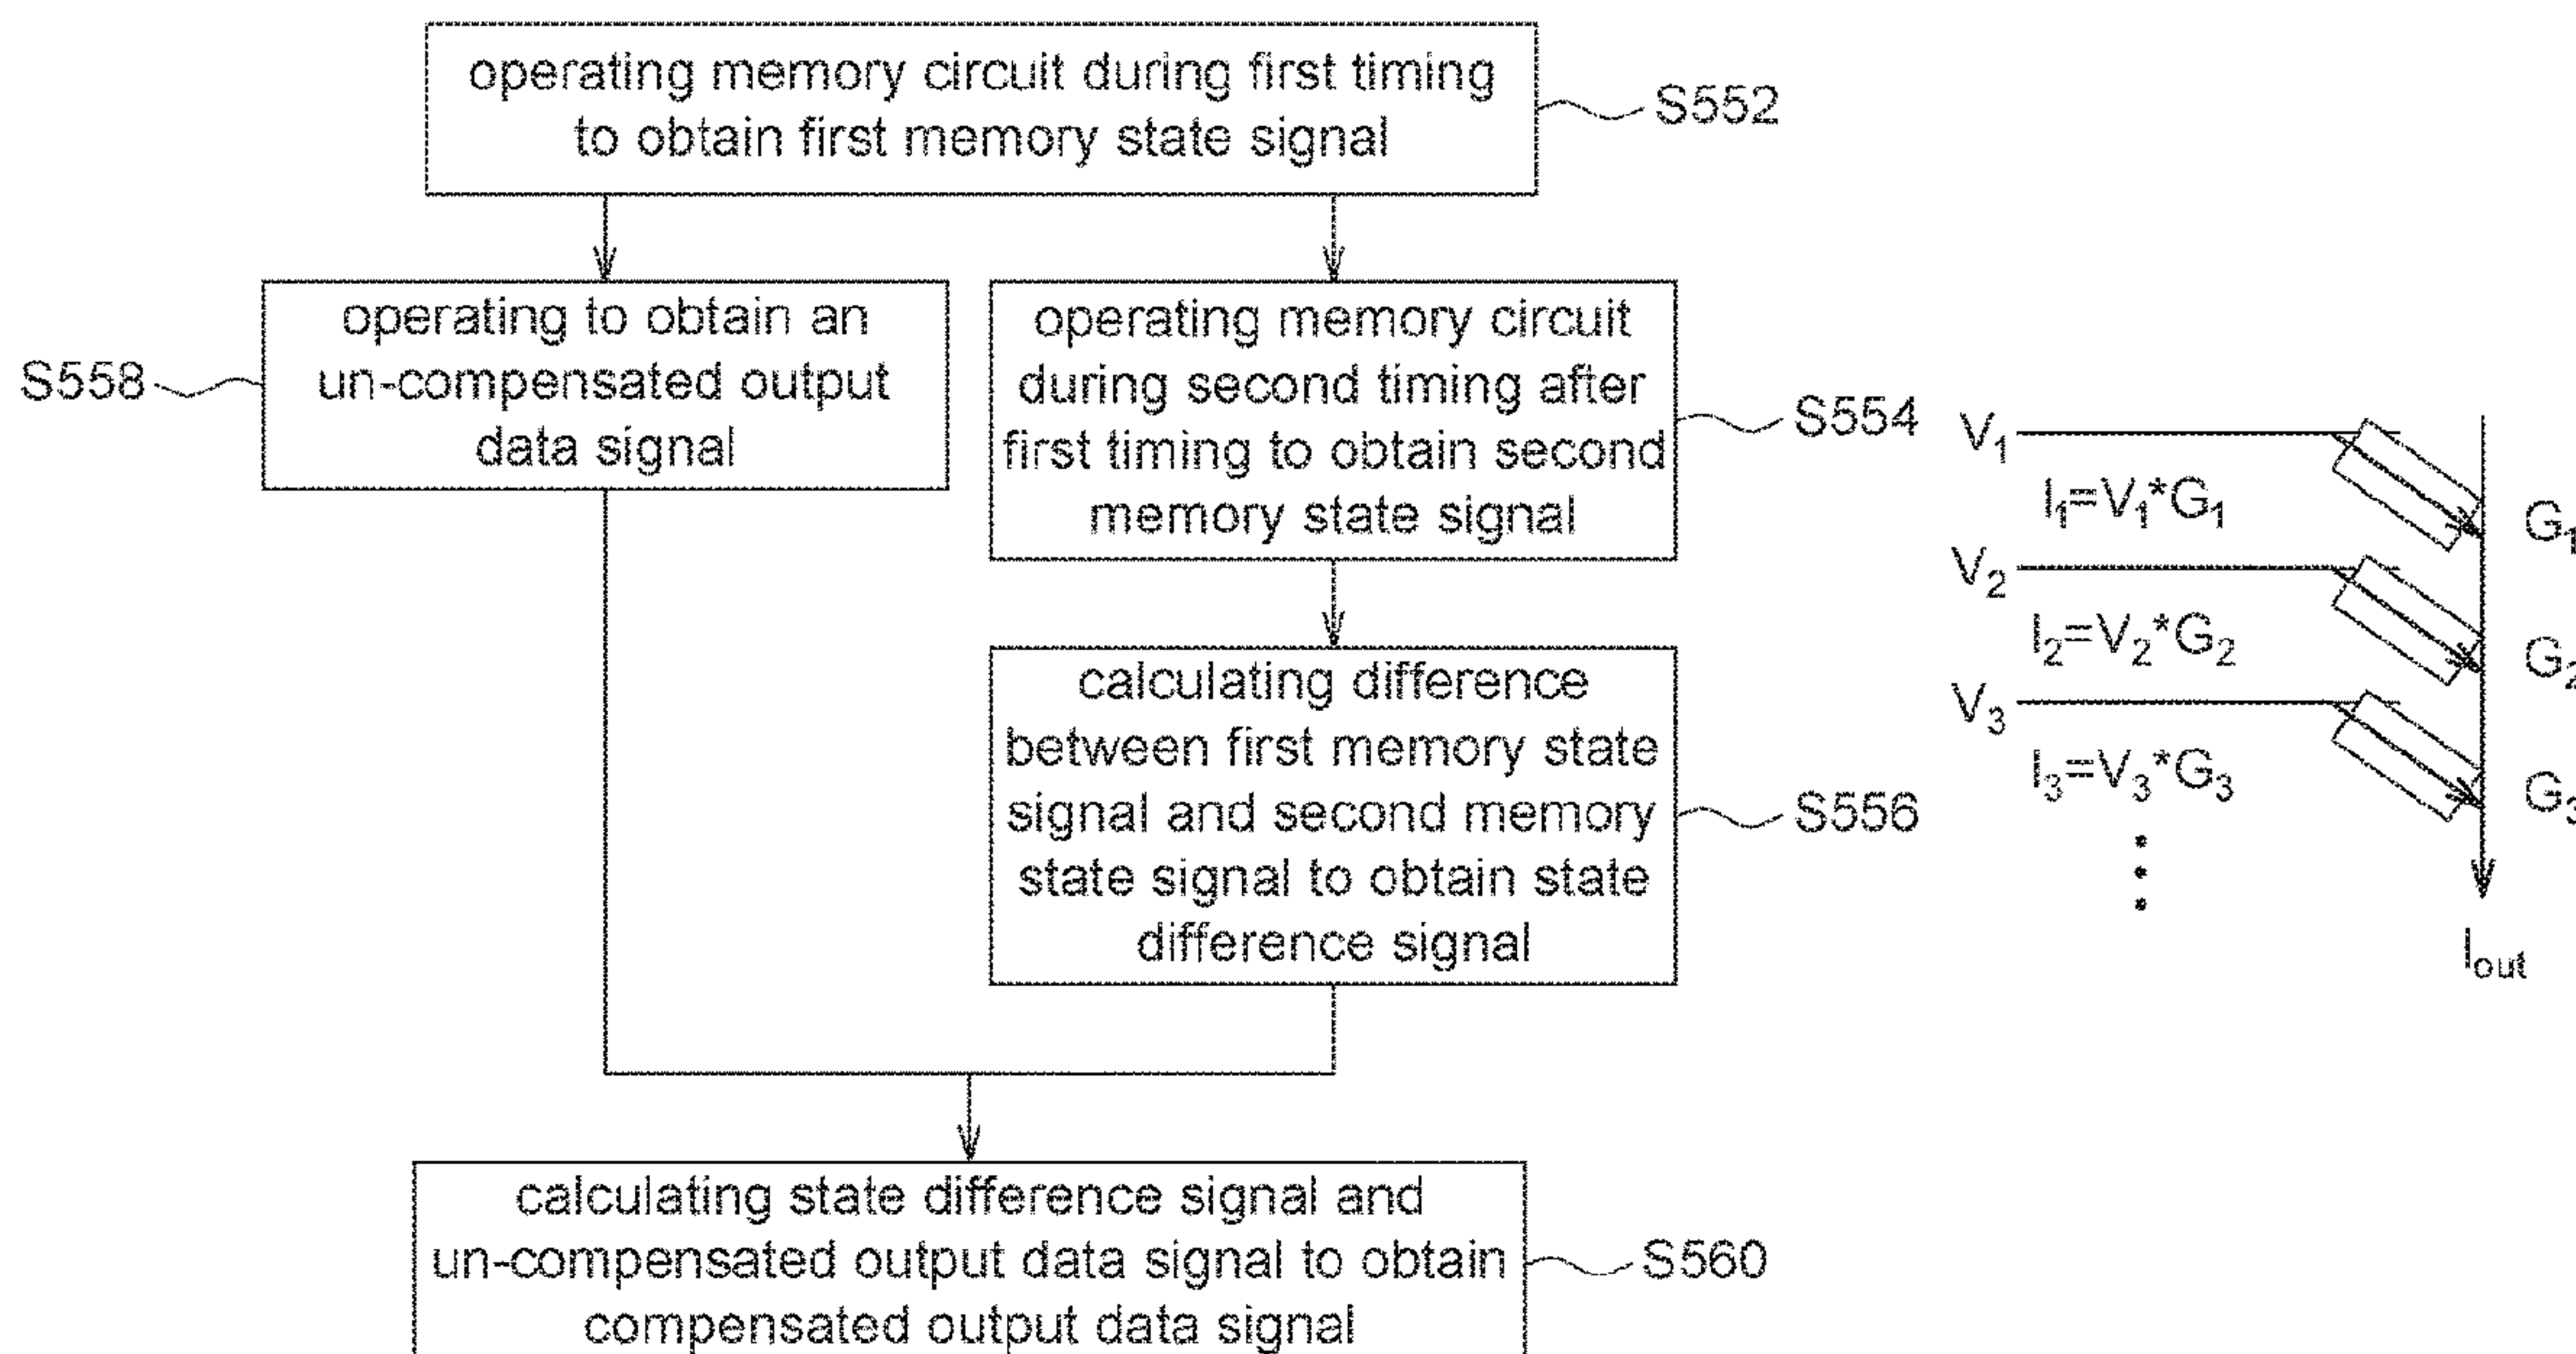 operating memory circuit during first timing
to obtain first memory state signal
S552
operating to obtain an
un-compensated output
data signal
S558
operating memory circuit
during second timing after
first timing to obtain second
memory state signal
S554
calculating difference
between first memory state
signal and second memory
state signal to obtain state
difference signal
S556
calculating state difference signal and
un-compensated output data signal to obtain
compensated output data signal
S560
V₁
I₁=V₁*G₁
G₁
V₂
I₂=V₂*G₂
G₂
V₃
I₃=V₃*G₃
G₃
Iout